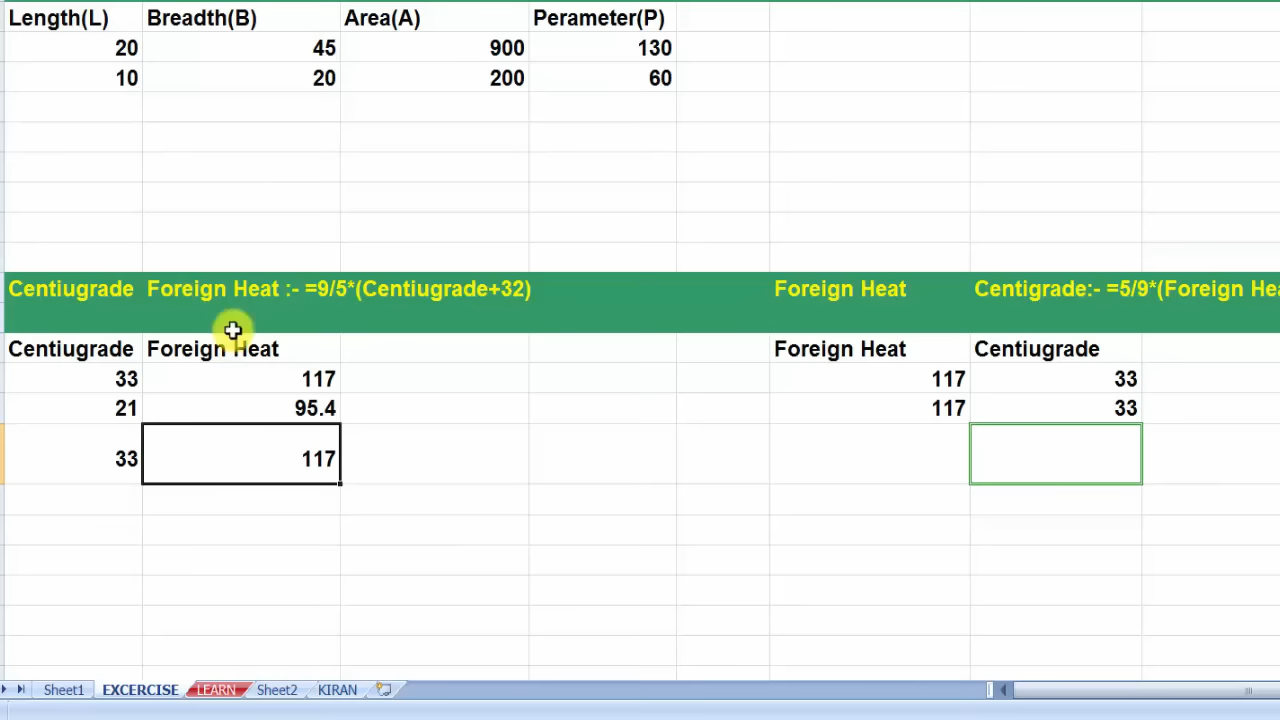 Length(L) Breadth(B) Area(A) Perameter(P)
20 45 900 130
10 20 200 60
Centiugrade Foreign Heat :- =9/5*(Centiugrade+32) Foreign Heat Centigrade:- =5/9*(Foreign Hea
Centiugrade Foreign Heat Foreign Heat Centiugrade
33 117 117 33
21 95.4 117 33
33 117
Sheet1 EXCERCISE LEARN Sheet2 KIRAN